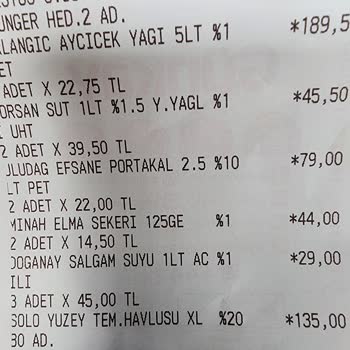 UNGER HED.2 AD.
ALANGIC AYCICEK YAGI 5LT %1 *189,5
ET
ADET X 22,75 TL
ORSAN SUT 1LT %1.5 Y.YAGL %1 *45,50
UHT
2 ADET X 39,50 TL
ULUDAG EFSANE PORTAKAL 2.5 %10 *79,00
LT PET
2 ADET X 22,00 TL
MINAH ELMA SEKERI 125GE %1 *44,00
2 ADET X 14,50 TL
DOGANAY SALGAM SUYU 1LT AC %1 *29,00
ILI
3 ADET X 45,00 TL
SOLO YUZEY TEM.HAVLUSU XL %20 *135,00
80 AD.